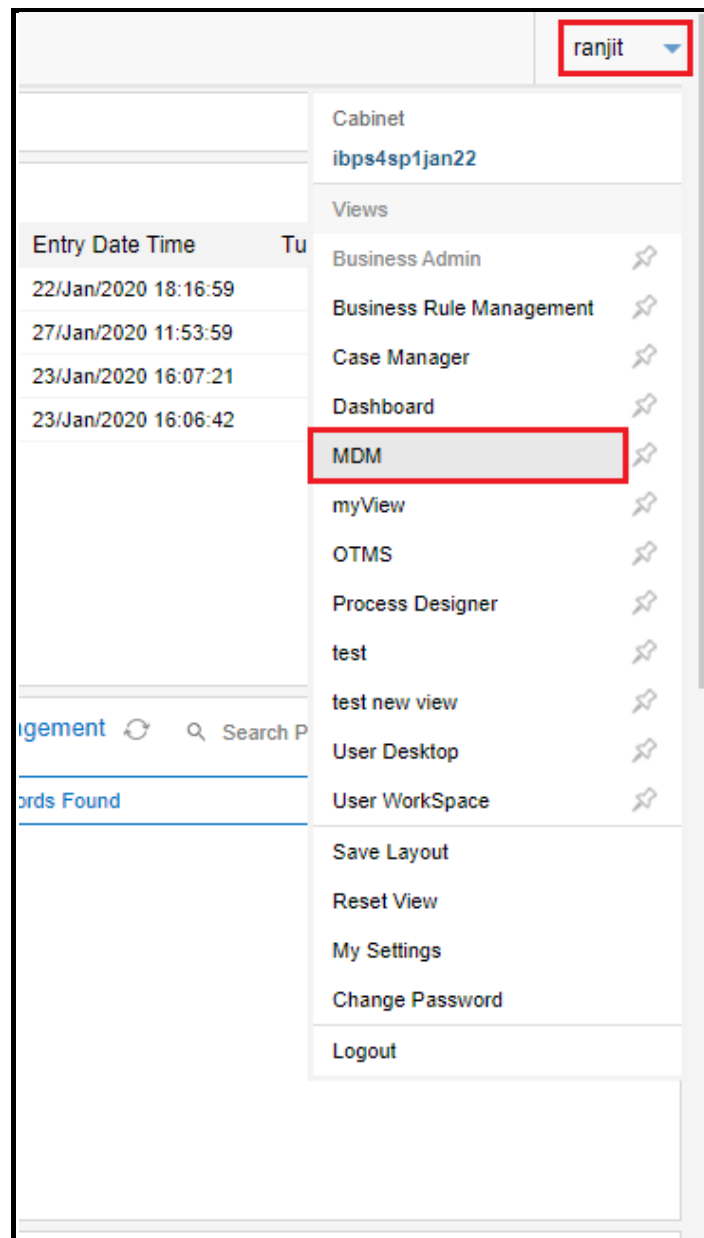 ranjit
Cabinet
ibps4sp1jan22
Views
Entry Date Time Tu
22/Jan/2020 18:16:59
27/Jan/2020 11:53:59
23/Jan/2020 16:07:21
23/Jan/2020 16:06:42
Business Admin
Business Rule Management
Case Manager
Dashboard
MDM
myView
OTMS
Process Designer
test
test new view
User Desktop
User WorkSpace
gement Search P
ords Found
Save Layout
Reset View
My Settings
Change Password
Logout